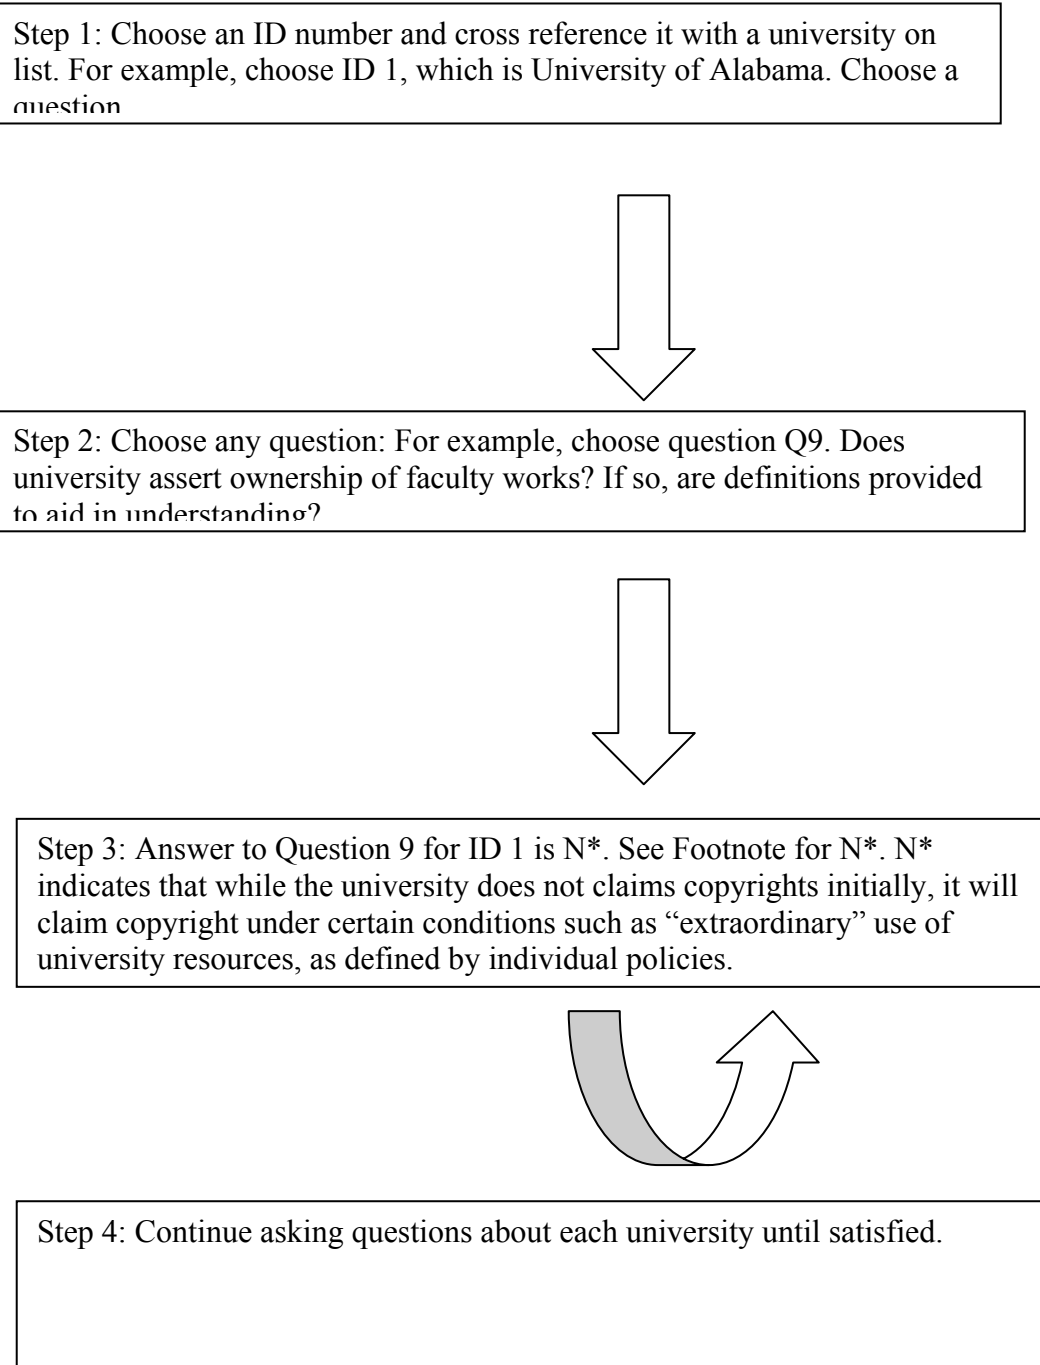 Step 1: Choose an ID number and cross reference it with a university on
list. For example, choose ID 1, which is University of Alabama. Choose a
question
Step 2: Choose any question: For example, choose question Q9. Does
university assert ownership of faculty works? If so, are definitions provided
to aid in understanding?
Step 3: Answer to Question 9 for ID 1 is N*. See Footnote for N*. N*
indicates that while the university does not claims copyrights initially, it will
claim copyright under certain conditions such as “extraordinary” use of
university resources, as defined by individual policies.
Step 4: Continue asking questions about each university until satisfied.